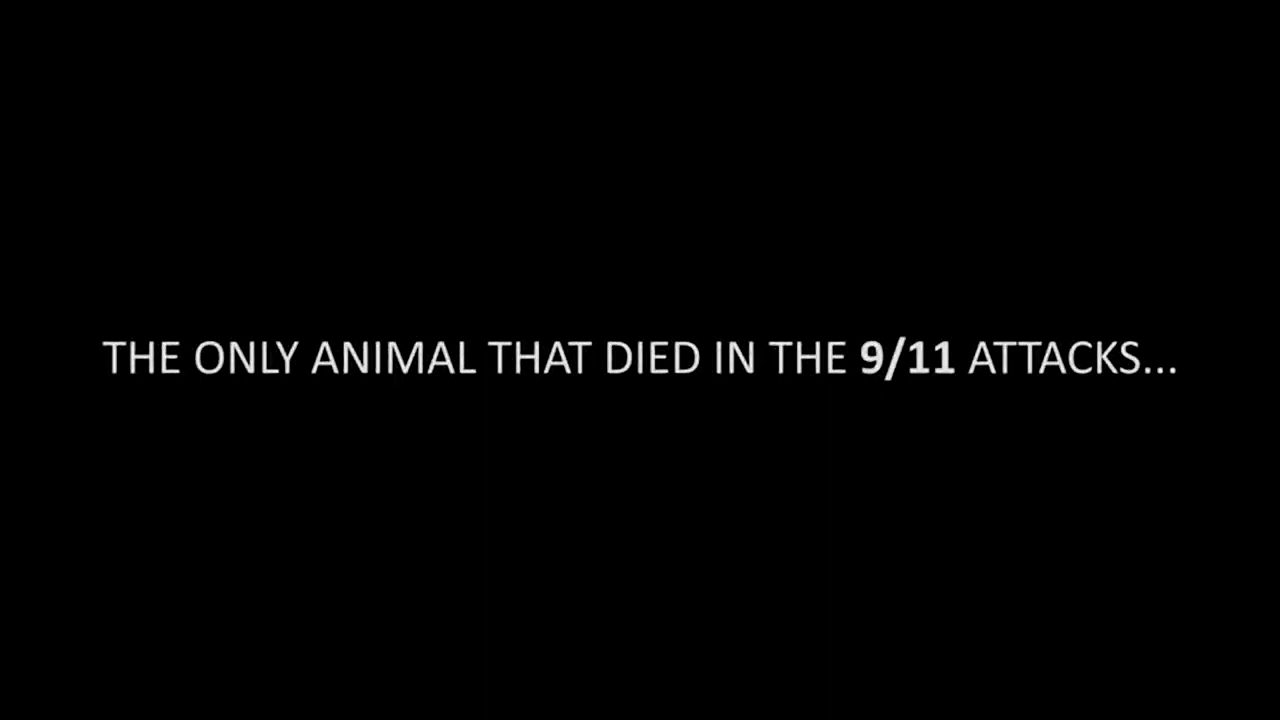 THE ONLY ANIMAL THAT DIED IN THE 9/11 ATTACKS...